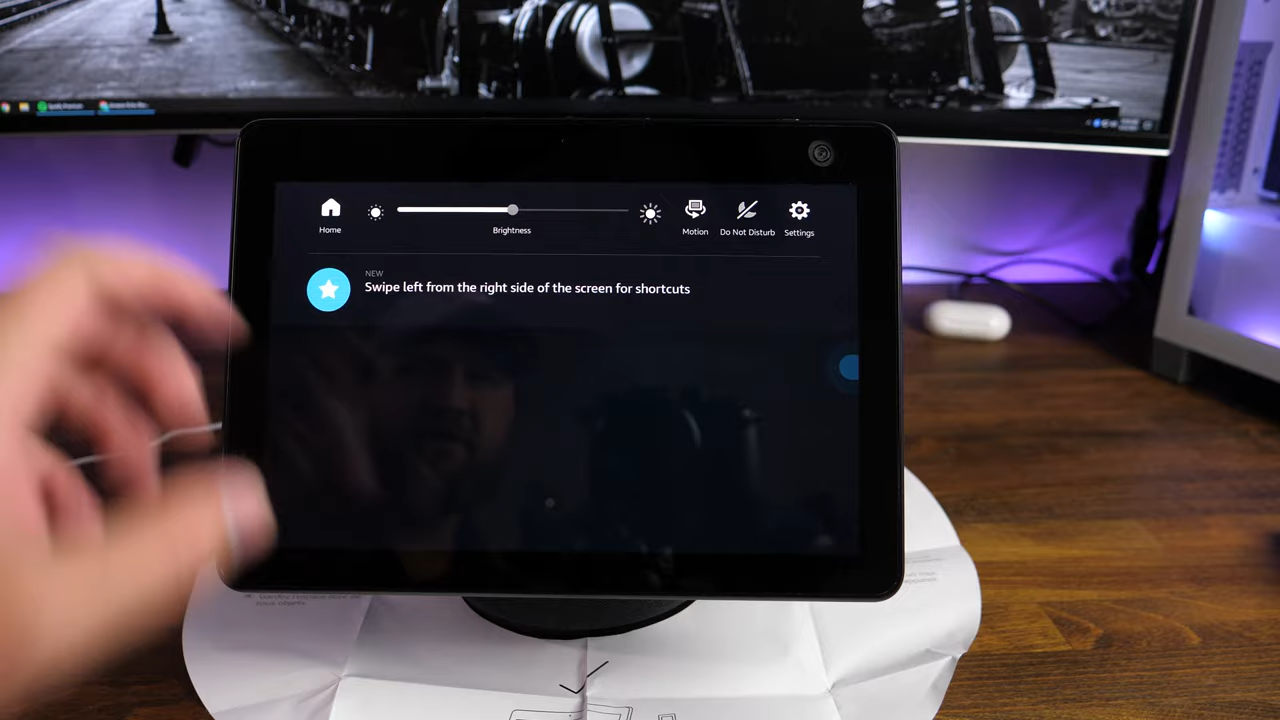 Home
Brightness
Motion
Do Not Disturb
Settings
NEW
Swipe left from the right side of the screen for shortcuts